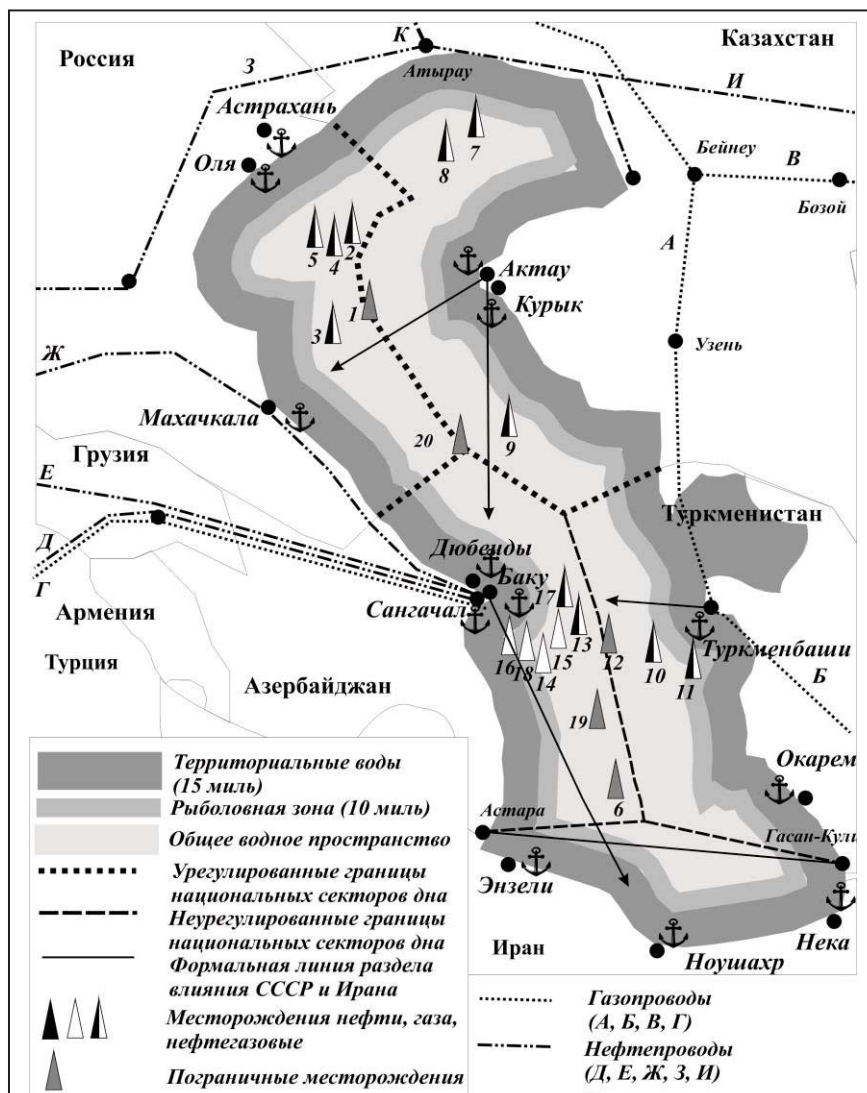 Россия
К
Казахстан
З
Атырау
И
Астрахань
Оля
7
8
Бейнеу
В
Бозой
А
5
4
2
Актау
Курык
1
3
Узень
Ж
Махачкала
20
9
Грузия
Е
Туркменистан
Д
Г
Дюбенды
Баку
Сангачал
17
13
Армения
Турция
Азербайджан
16
18
14
15
12
10
11
Туркменбаши
Б
19
6
Окарем
Астара
Гасан-Кули
Энзели
Иран
Нека
Ноушахр
Территориальные воды
(15 миль)
Рыболовная зона (10 миль)
Общее водное пространство
Урегулированные границы
национальных секторов дна
Неурегулированные границы
национальных секторов дна
Формальная линия раздела
влияния СССР и Ирана
Месторождения нефти, газа,
нефтегазовые
Пограничные месторождения
Газопроводы
(А, Б, В, Г)
Нефтепроводы
(Д, Е, Ж, З, И)